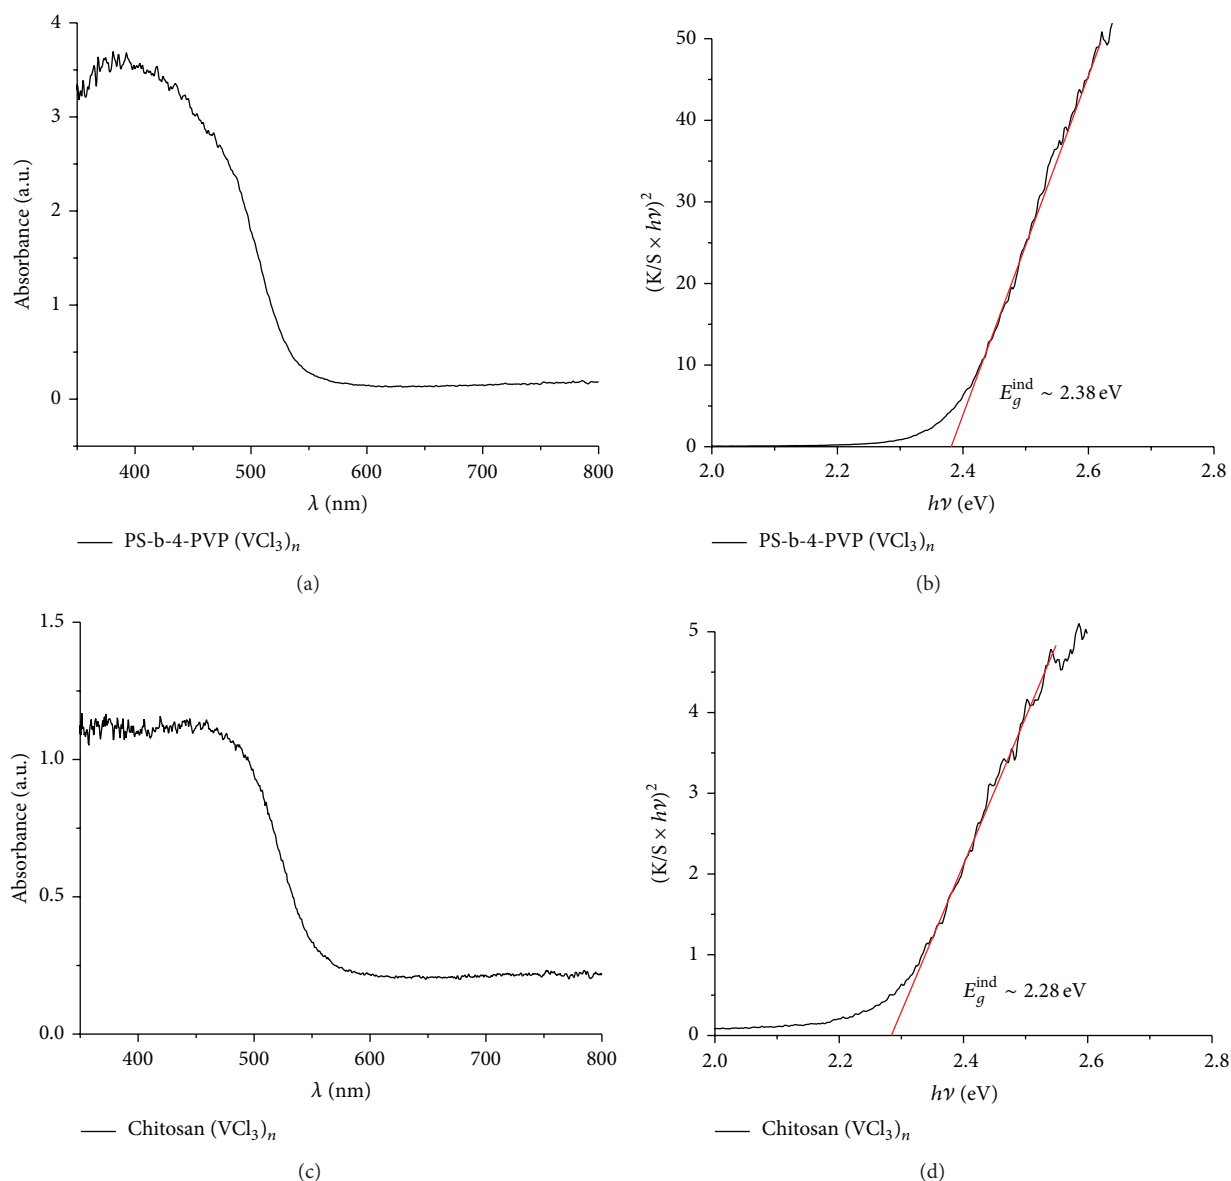 4
3
2
1
0
Absorbance (a.u.)
400 500 600 700 800
λ (nm)
PS-b-4-PVP (VCl₃)ₙ
(a)
50
40
30
20
10
0
(K/S × hν)²
E_g^ind ~ 2.38 eV
2.0 2.2 2.4 2.6 2.8
hν (eV)
PS-b-4-PVP (VCl₃)ₙ
(b)
1.5
1.0
0.5
0.0
Absorbance (a.u.)
400 500 600 700 800
λ (nm)
Chitosan (VCl₃)ₙ
(c)
5
4
3
2
1
0
(K/S × hν)²
E_g^ind ~ 2.28 eV
2.0 2.2 2.4 2.6 2.8
hν (eV)
Chitosan (VCl₃)ₙ
(d)